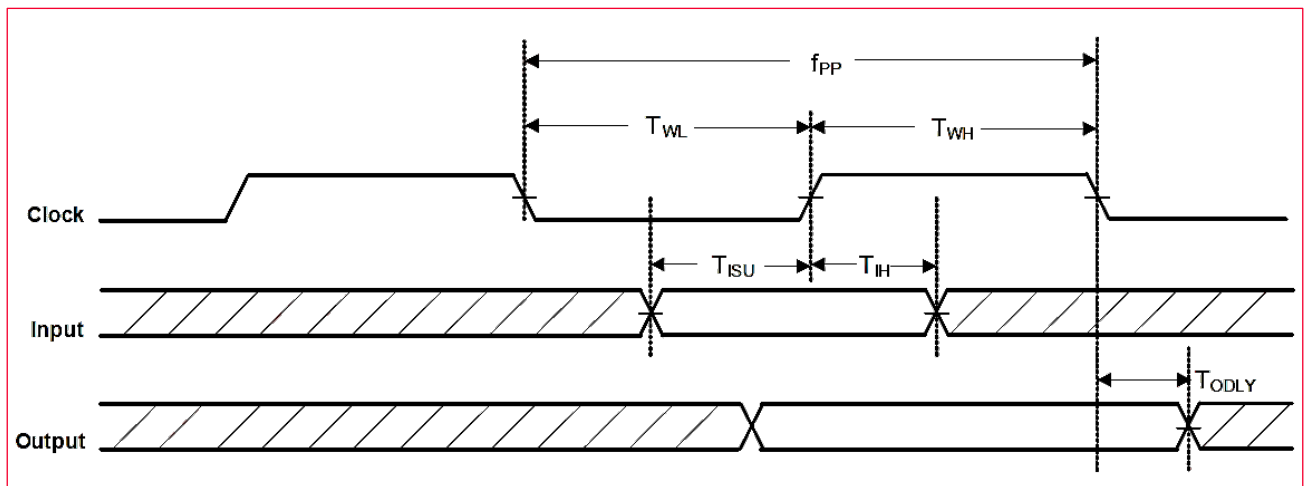 fPP
TWL
TWH
Clock
TISU
TIH
Input
TODLY
Output